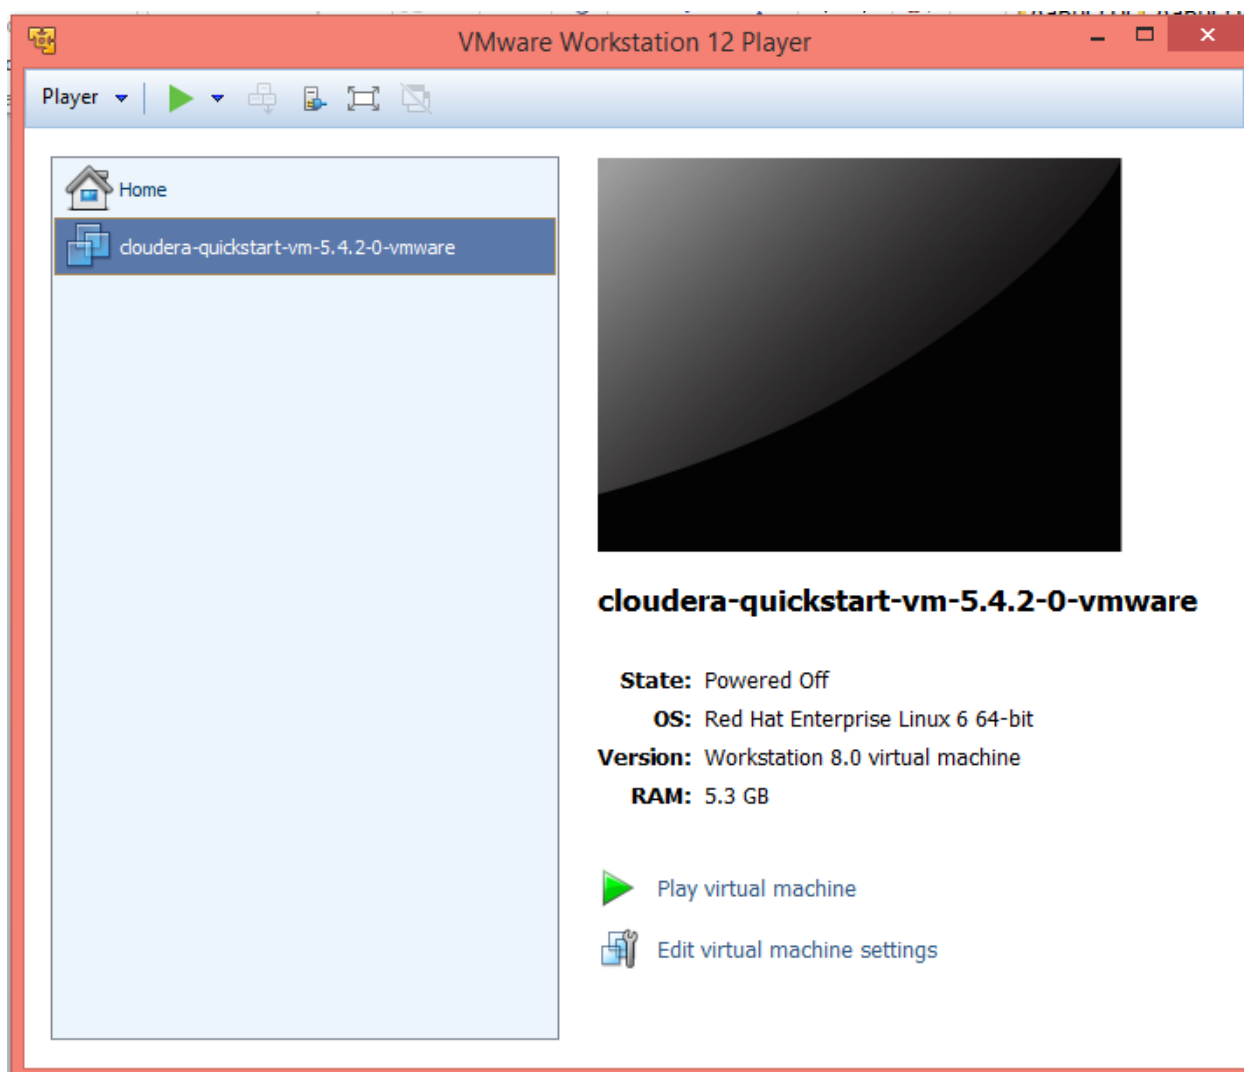 VMware Workstation 12 Player
Player
Home
cloudera-quickstart-vm-5.4.2-0-vmware
cloudera-quickstart-vm-5.4.2-0-vmware
State: Powered Off
OS: Red Hat Enterprise Linux 6 64-bit
Version: Workstation 8.0 virtual machine
RAM: 5.3 GB
Play virtual machine
Edit virtual machine settings